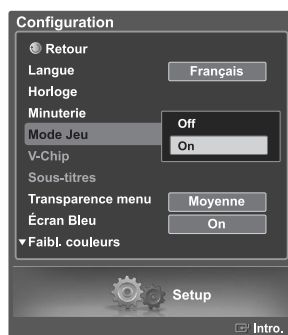 Configuration
Retour
Langue Français
Horloge
Minuterie
Mode Jeu Off
On
V-Chip
Sous-titres
Transparence menu Moyenne
Écran Bleu On
Faibl. couleurs
Setup
Intro.